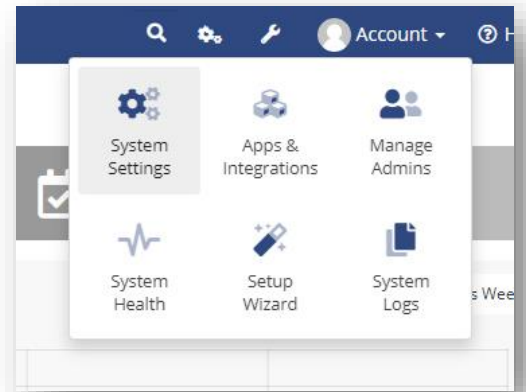 Account
H
System
Settings
Apps &
Integrations
Manage
Admins
System
Health
Setup
Wizard
System
Logs
s Wee